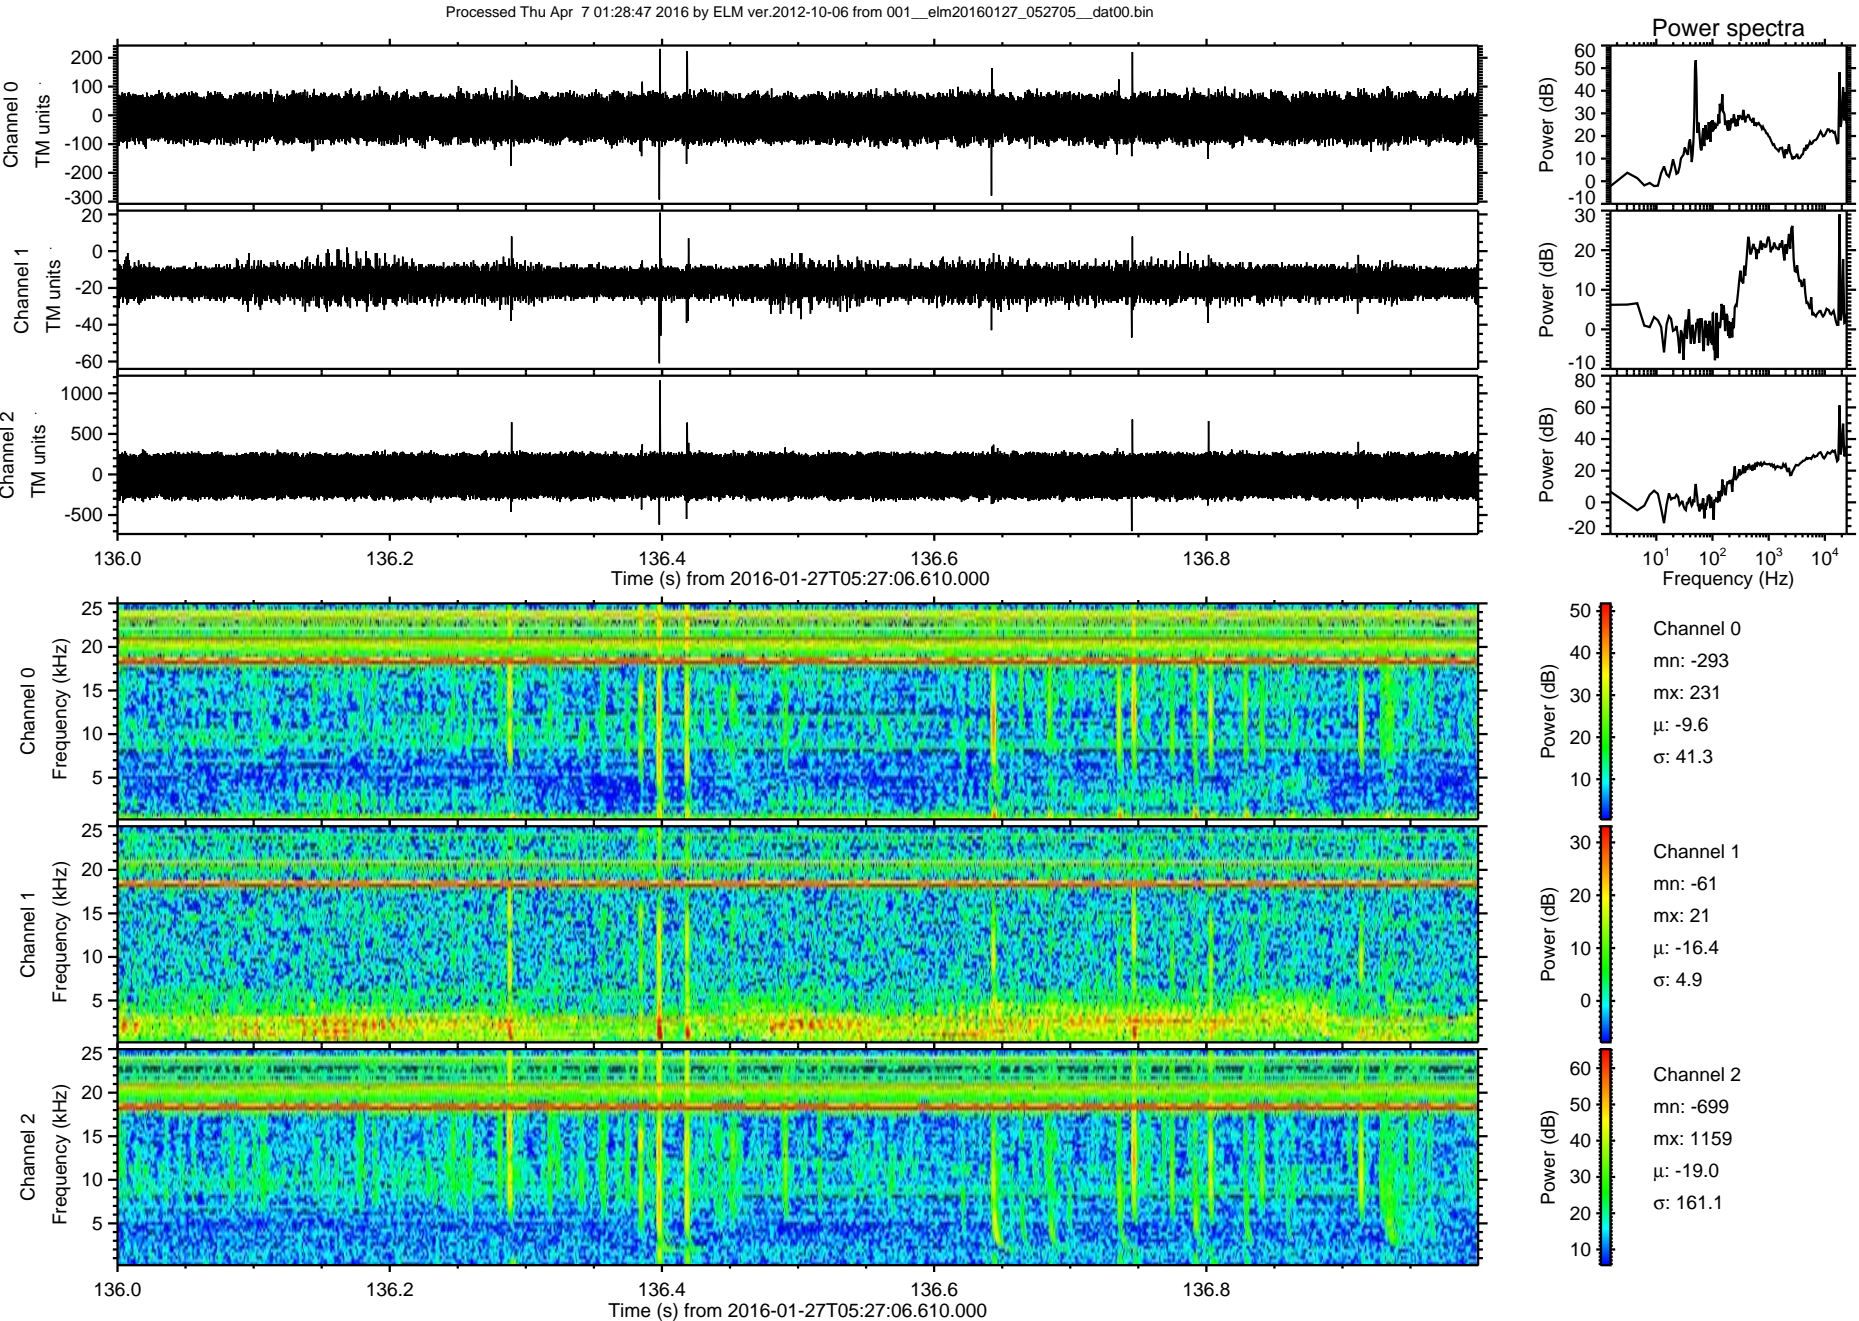 Processed Thu Apr  7 01:28:47 2016 by ELM ver.2012-10-06 from 001__elm20160127_052705__dat00.bin
Power spectra
Channel 0
TM units
200
100
0
-100
-200
-300
Power (dB)
60
50
40
30
20
10
0
-10
Channel 1
TM units
20
0
-20
-40
-60
Power (dB)
30
20
10
0
-10
Channel 2
TM units
1000
500
0
-500
Power (dB)
80
60
40
20
0
-20
136.0 136.2 136.4 136.6 136.8
Time (s) from 2016-01-27T05:27:06.610.000
10¹ 10² 10³ 10⁴
Frequency (Hz)
Channel 0
Frequency (kHz)
25
20
15
10
5
Power (dB)
50
40
30
20
10
Channel 0
mn: -293
mx: 231
μ: -9.6
σ: 41.3
Channel 1
Frequency (kHz)
25
20
15
10
5
Power (dB)
30
20
10
0
Channel 1
mn: -61
mx: 21
μ: -16.4
σ: 4.9
Channel 2
Frequency (kHz)
25
20
15
10
5
Power (dB)
60
50
40
30
20
10
Channel 2
mn: -699
mx: 1159
μ: -19.0
σ: 161.1
136.0 136.2 136.4 136.6 136.8
Time (s) from 2016-01-27T05:27:06.610.000